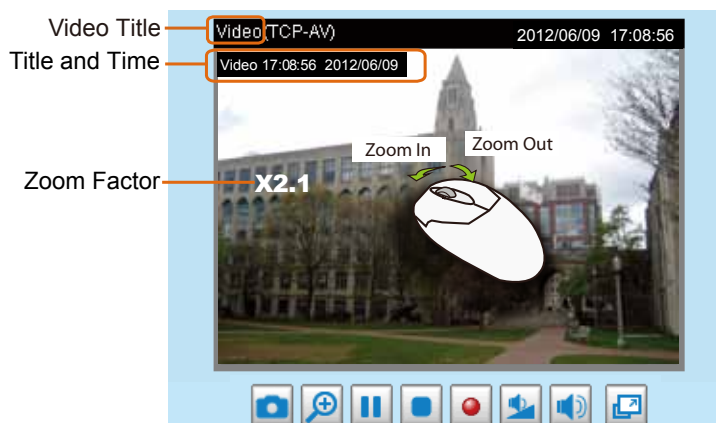 Video Title
Video(TCP-AV) 2012/06/09 17:08:56
Title and Time
Video 17:08:56 2012/06/09
Zoom In Zoom Out
Zoom Factor
X2.1